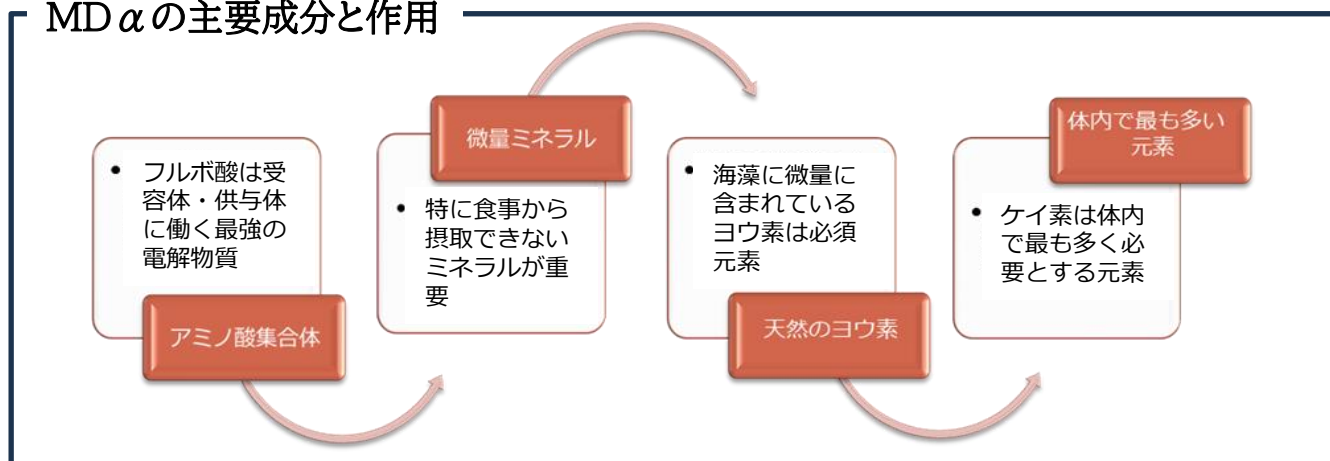 MDαの主要成分と作用
• フルボ酸は受
容体・供与体
に働く最強の
電解物質
アミノ酸集合体
微量ミネラル
• 特に食事から
摂取できない
ミネラルが重
要
• 海藻に微量に
含まれている
ヨウ素は必須
元素
天然のヨウ素
体内で最も多い
元素
• ケイ素は体内
で最も多く必
要とする元素